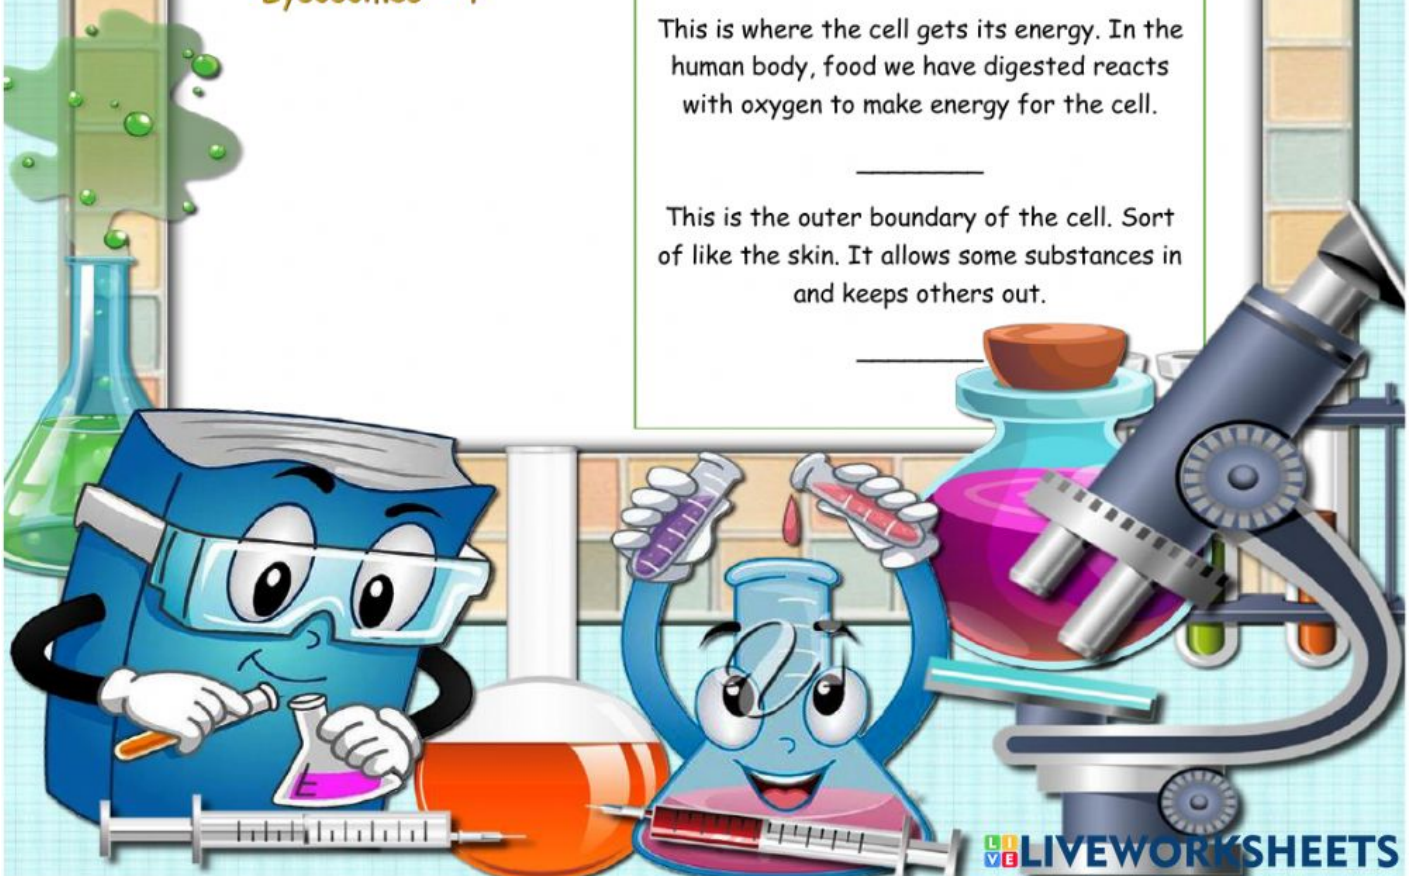 This is where the cell gets its energy. In the
human body, food we have digested reacts
with oxygen to make energy for the cell.
This is the outer boundary of the cell. Sort
of like the skin. It allows some substances in
and keeps others out.
LIVEWORKSHEETS